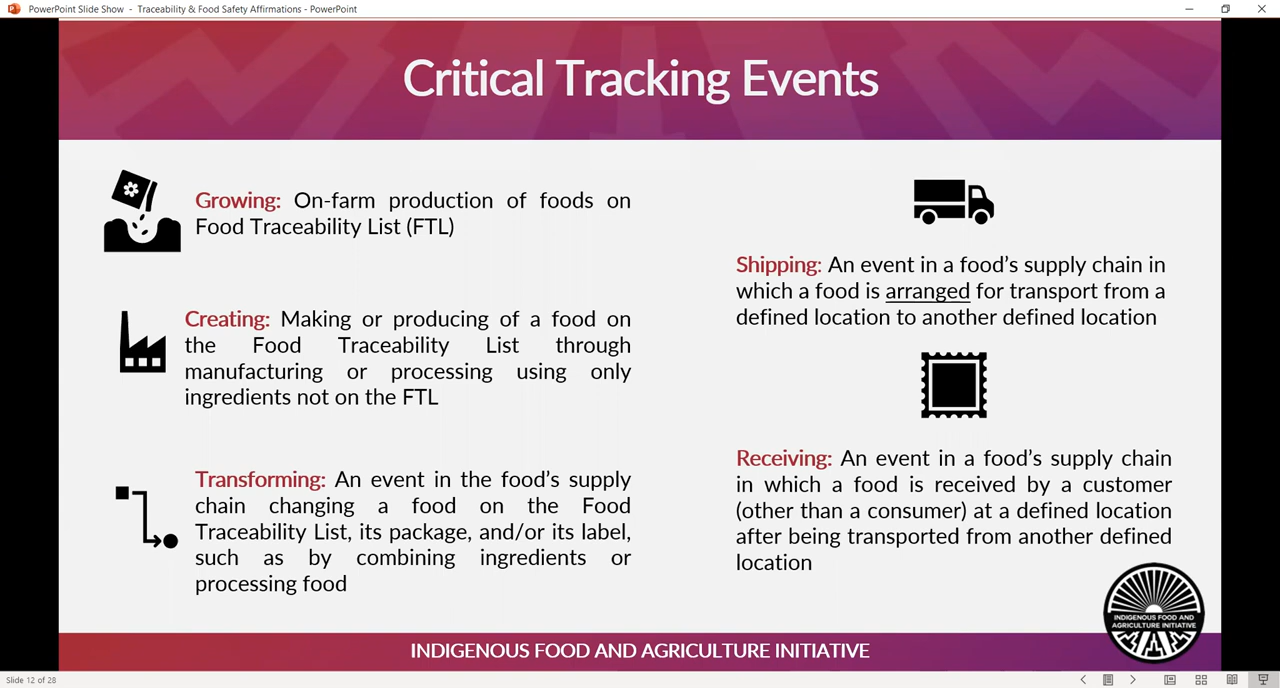 PowerPoint Slide Show - Traceability & Food Safety Affirmations - PowerPoint
Critical Tracking Events
Growing: On-farm production of foods on
Food Traceability List (FTL)
Creating: Making or producing of a food on
the Food Traceability List through
manufacturing or processing using only
ingredients not on the FTL
Transforming: An event in the food's supply
chain changing a food on the Food
Traceability List, its package, and/or its label,
such as by combining ingredients or
processing food
Shipping: An event in a food's supply chain in
which a food is arranged for transport from a
defined location to another defined location
Receiving: An event in a food's supply chain
in which a food is received by a customer
(other than a consumer) at a defined location
after being transported from another defined
location
INDIGENOUS FOOD AND
AGRICULTURE INITIATIVE
INDIGENOUS FOOD AND AGRICULTURE INITIATIVE
Slide 12 of 28